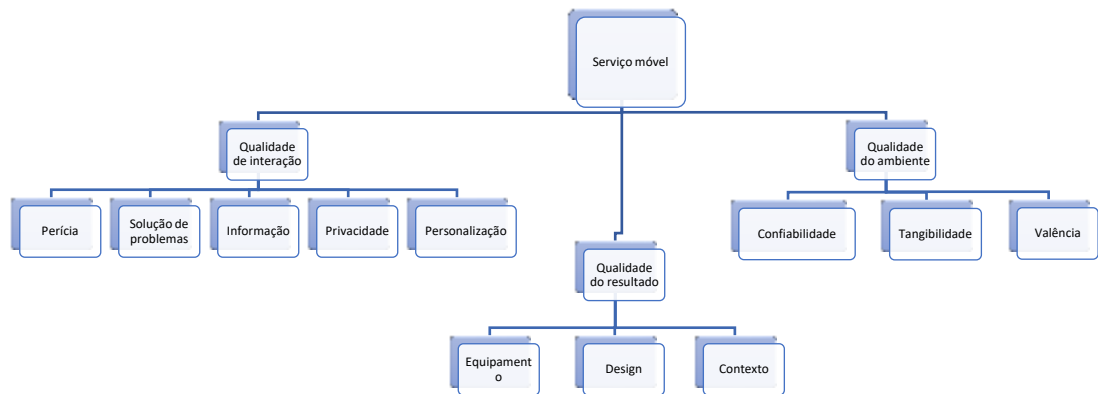 Serviço móvel
Qualidade
de interação
Qualidade
do ambiente
Perícia
Solução de
problemas
Informação
Privacidade
Personalização
Confiabilidade
Tangibilidade
Valência
Qualidade
do resultado
Equipament
o
Design
Contexto